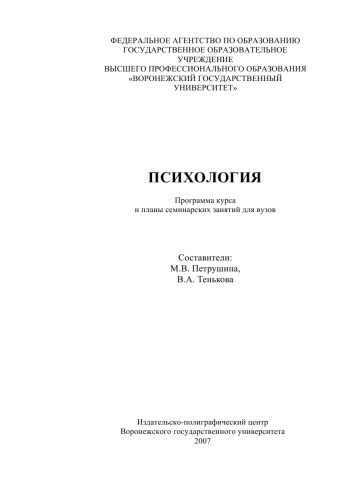 ФЕДЕРАЛЬНОЕ АГЕНТСТВО ПО ОБРАЗОВАНИЮ
ГОСУДАРСТВЕННОЕ ОБРАЗОВАТЕЛЬНОЕ
УЧРЕЖДЕНИЕ
ВЫСШЕГО ПРОФЕССИОНАЛЬНОГО ОБРАЗОВАНИЯ
«ВОРОНЕЖСКИЙ ГОСУДАРСТВЕННЫЙ
УНИВЕРСИТЕТ»
ПСИХОЛОГИЯ
Программа курса
и планы семинарских занятий для вузов
Составители:
М.В. Петрушина,
В.А. Тенькова
Издательско-полиграфический центр
Воронежского государственного университета
2007